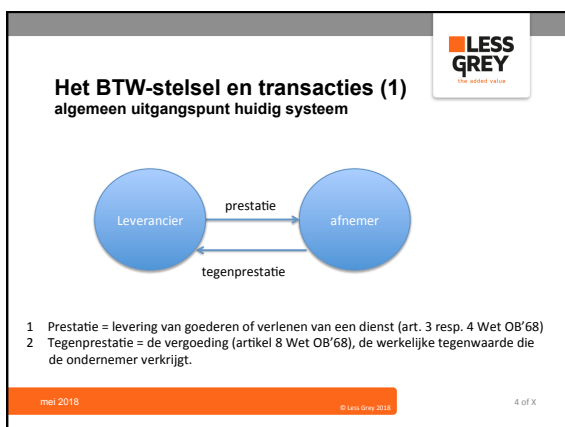 LESS
GREY
the added value
Het BTW-stelsel en transacties (1)
algemeen uitgangspunt huidig systeem
Leverancier
prestatie
afnemer
tegenprestatie
1 Prestatie = levering van goederen of verlenen van een dienst (art. 3 resp. 4 Wet OB'68)
2 Tegenprestatie = de vergoeding (artikel 8 Wet OB'68), de werkelijke tegenwaarde die
de ondernemer verkrijgt.
mei 2018
© Less Grey 2018
4 of X